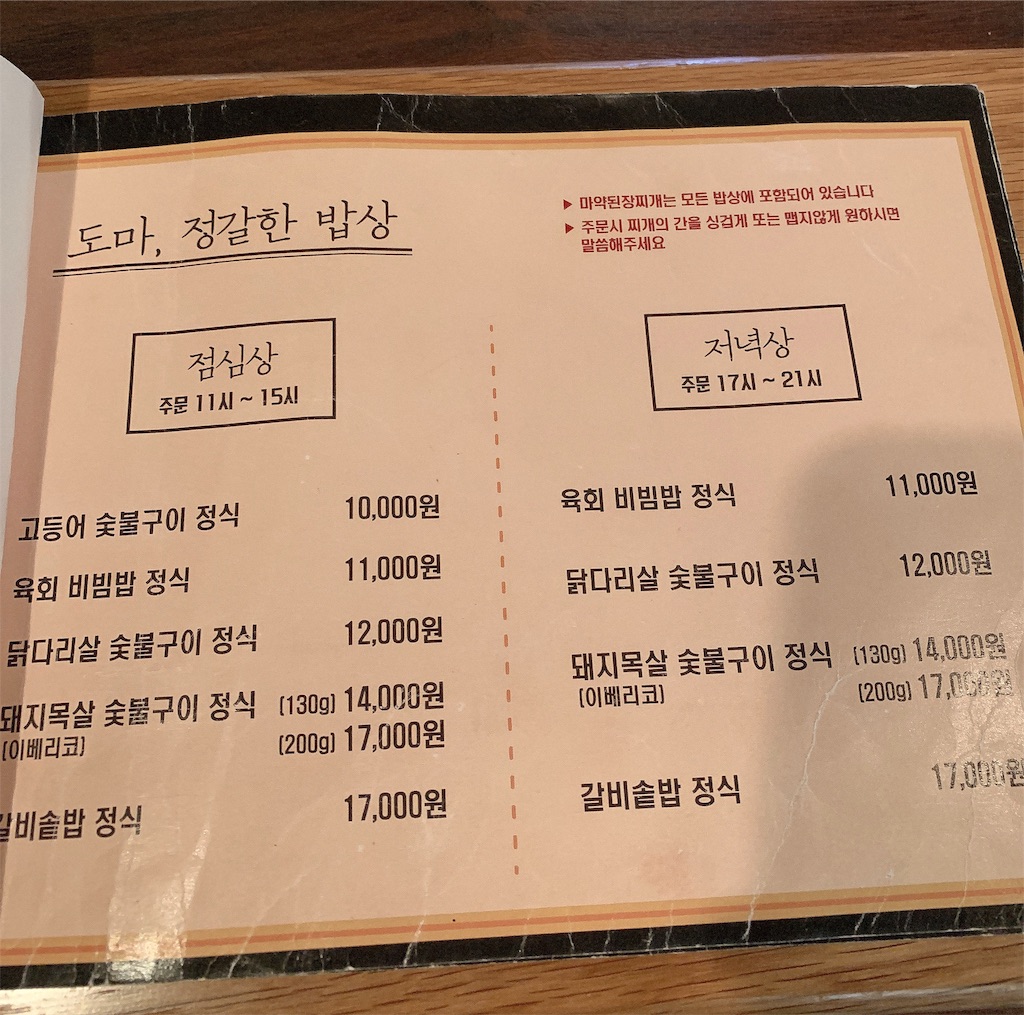 도마, 정갈한 밥상
▶ 마약된장찌개는 모든 밥상에 포함되어 있습니다
▶ 주문시 찌개의 간을 싱겁게 또는 맵지않게 원하시면
말씀해주세요
점심상
주문 11시 ~ 15시
고등어 숯불구이 정식 10,000원
육회 비빔밥 정식 11,000원
닭다리살 숯불구이 정식 12,000원
돼지목살 숯불구이 정식 (130g) 14,000원
(이베리코) (200g) 17,000원
갈비솥밥 정식 17,000원
저녁상
주문 17시 ~ 21시
육회 비빔밥 정식 11,000원
닭다리살 숯불구이 정식 12,000원
돼지목살 숯불구이 정식 (130g) 14,000원
(이베리코) (200g) 17,000원
갈비솥밥 정식 17,000원